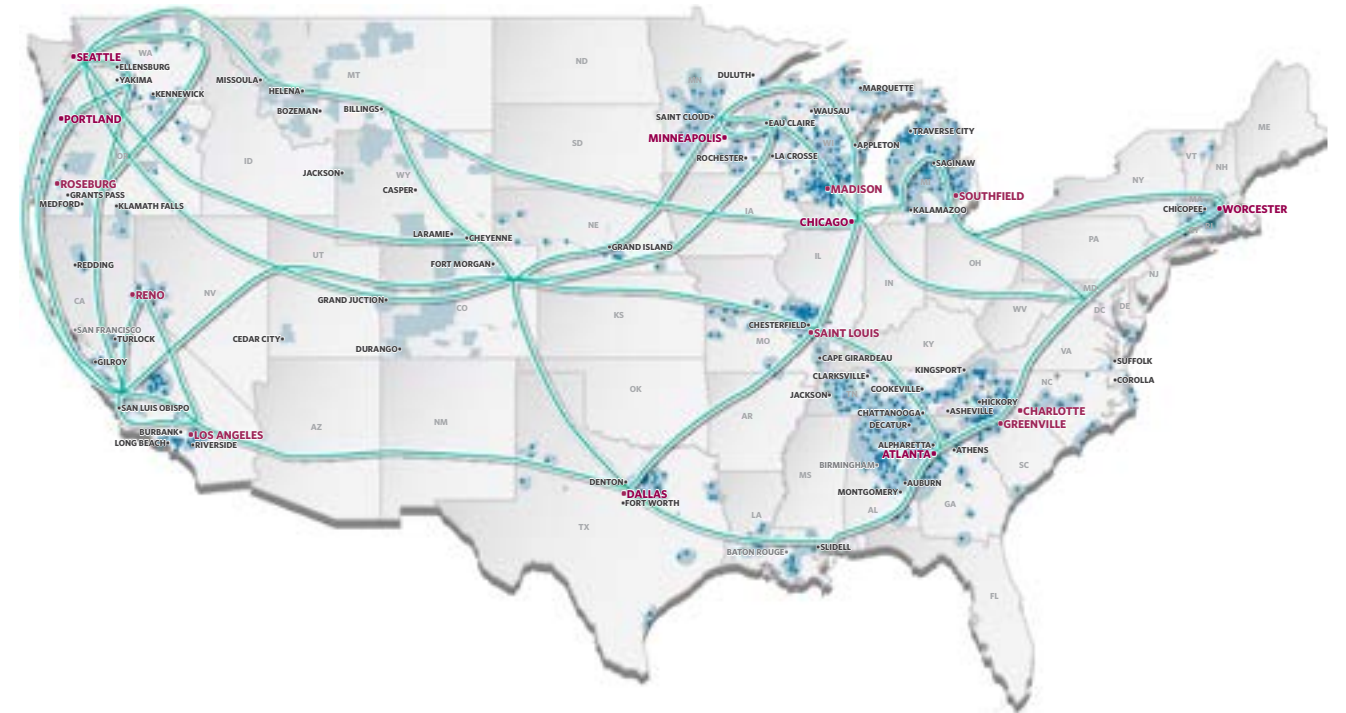 SEATTLE
WA
ELLENSBURG
YAKIMA
KENNEWICK
PORTLAND
ROSEBURG
GRANTS PASS
MEDFORD
KLAMATH FALLS
MISSOULA
HELENA
MT
BOZEMAN
BILLINGS
ID
JACKSON
WY
CASPER
LARAMIE
CHEYENNE
FORT MORGAN
ND
SD
NE
GRAND ISLAND
DULUTH
SAINT CLOUD
MINNEAPOLIS
ROCHESTER
EAU CLAIRE
LA CROSSE
WAUSAU
MARQUETTE
APPLETON
MADISON
CHICAGO
IA
TRAVERSE CITY
SAGINAW
SOUTHFIELD
KALAMAZOO
ME
VT
NH
NY
CHICOPEE
WORCESTER
PA
NJ
OH
IN
IL
MD
DE
DC
WV
VA
REDDING
RENO
CA
NV
UT
SAN FRANCISCO
TURLOCK
GILROY
SAN LUIS OBISPO
BURBANK
LONG BEACH
LOS ANGELES
RIVERSIDE
CEDAR CITY
GRAND JUCTION
CO
DURANGO
AZ
NM
KS
OK
CHESTERFIELD
SAINT LOUIS
MO
CAPE GIRARDEAU
KY
CLARKSVILLE
JACKSON
COOKEVILLE
KINGSPORT
SUFFOLK
COROLLA
NC
HICKORY
ASHEVILLE
CHARLOTTE
GREENVILLE
CHATTANOOGA
DECATUR
AR
MS
ALPHARETTA
ATLANTA
ATHENS
BIRMINGHAM
MONTGOMERY
AUBURN
SC
GA
AL
DENTON
DALLAS
FORT WORTH
TX
LA
BATON ROUGE
SLIDELL
FL